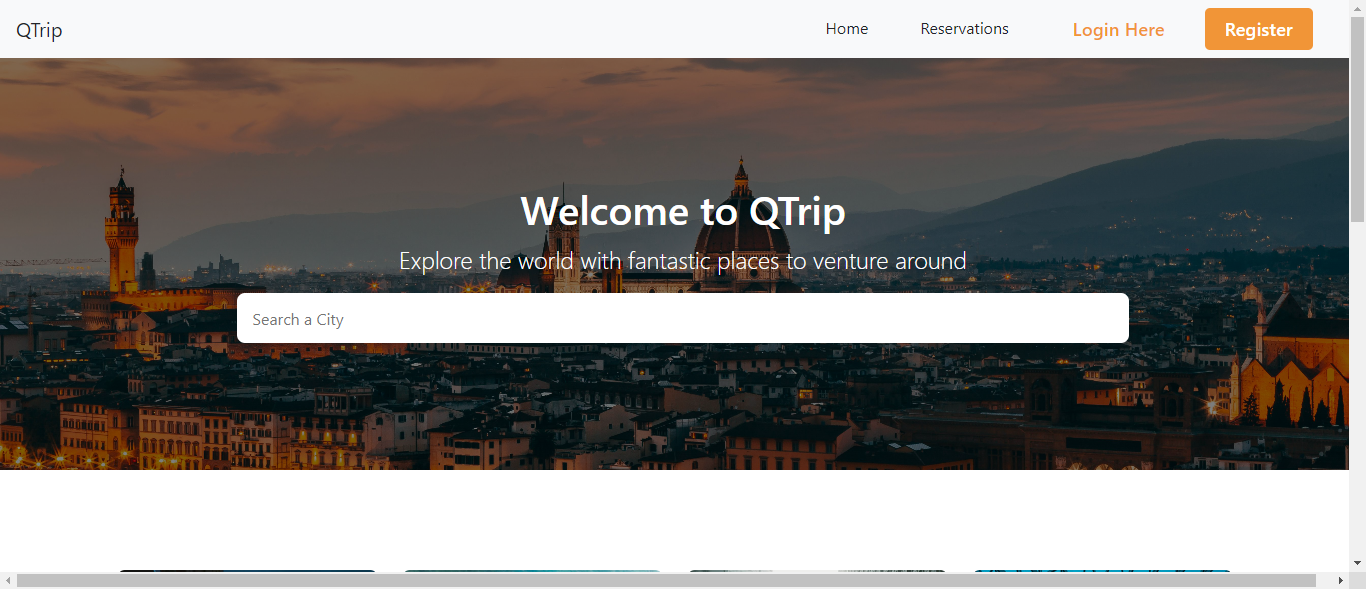 QTrip
Home
Reservations
Login Here
Register
Welcome to QTrip
Explore the world with fantastic places to venture around
Search a City